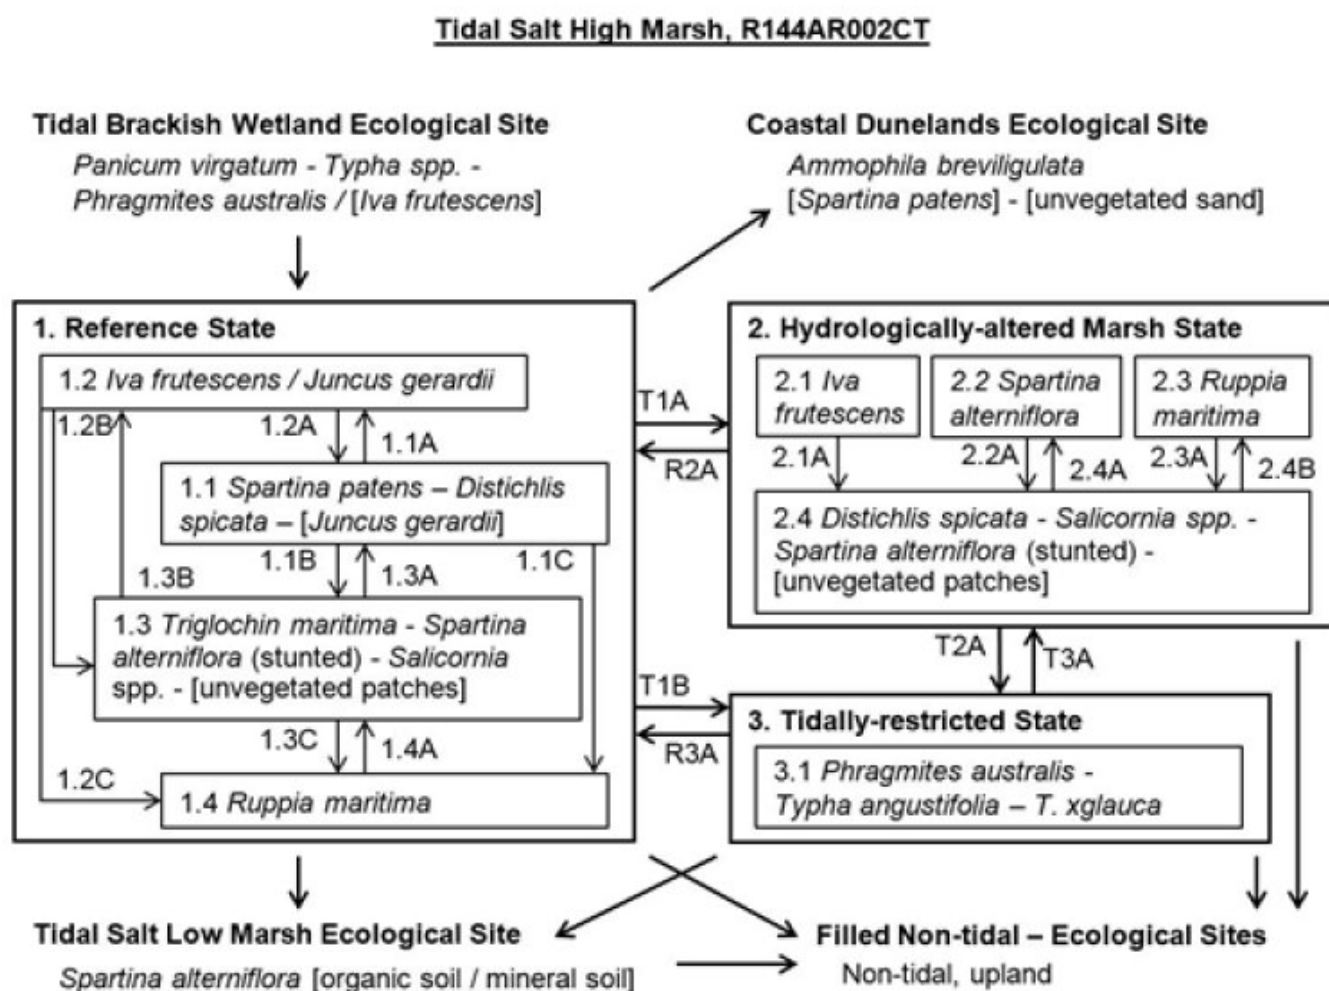 Tidal Salt High Marsh, R144AR002CT
Tidal Brackish Wetland Ecological Site
Panicum virgatum - Typha spp. -
Phragmites australis / [Iva frutescens]
Coastal Dunelands Ecological Site
Ammophila breviligulata
[Spartina patens] - [unvegetated sand]
1. Reference State
1.2 Iva frutescens / Juncus gerardii
1.2B
1.2A
1.1A
1.1 Spartina patens – Distichlis
spicata – [Juncus gerardii]
1.3B
1.1B
1.3A
1.1C
1.3 Triglochin maritima - Spartina
alterniflora (stunted) - Salicornia
spp. - [unvegetated patches]
1.3C
1.4A
1.2C
1.4 Ruppia maritima
T1A
R2A
T1B
R3A
2. Hydrologically-altered Marsh State
2.1 Iva
frutescens
2.2 Spartina
alterniflora
2.3 Ruppia
maritima
2.1A
2.2A
2.4A
2.3A
2.4B
2.4 Distichlis spicata - Salicornia spp. -
Spartina alterniflora (stunted) -
[unvegetated patches]
T2A
T3A
3. Tidally-restricted State
3.1 Phragmites australis -
Typha angustifolia – T. xglauca
Tidal Salt Low Marsh Ecological Site
Spartina alterniflora [organic soil / mineral soil]
Filled Non-tidal – Ecological Sites
Non-tidal, upland